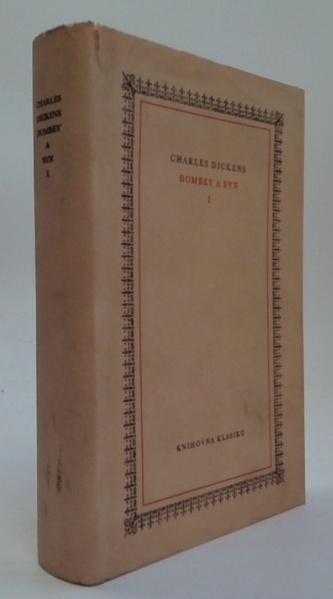 CHARLES
DICKENS
DOMBEY
A
SYN
I
CHARLES DICKENS
DOMBEY A SYN
I
KNIHOVNA KLASIKŮ